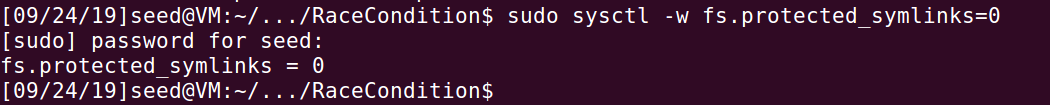 [09/24/19]seed@VM:~/.../RaceCondition$ sudo sysctl -w fs.protected_symlinks=0
[sudo] password for seed:
fs.protected_symlinks = 0
[09/24/19]seed@VM:~/.../RaceCondition$